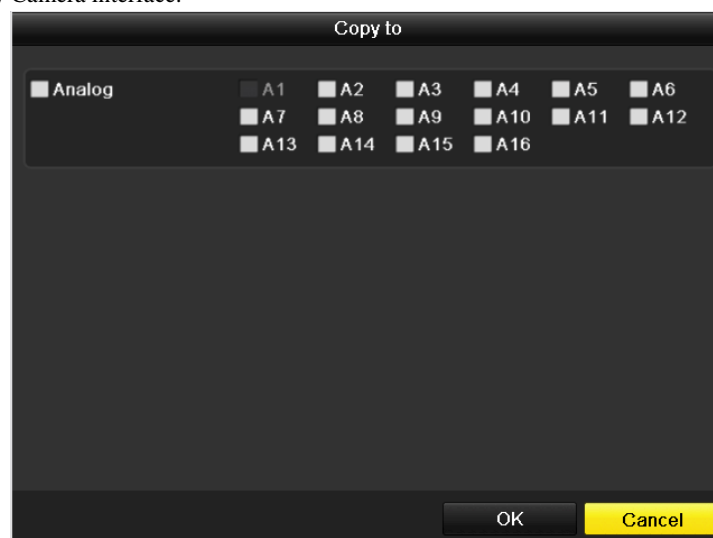 Camera interface.
Copy to
Analog A1 A2 A3 A4 A5 A6
A7 A8 A9 A10 A11 A12
A13 A14 A15 A16
OK Cancel